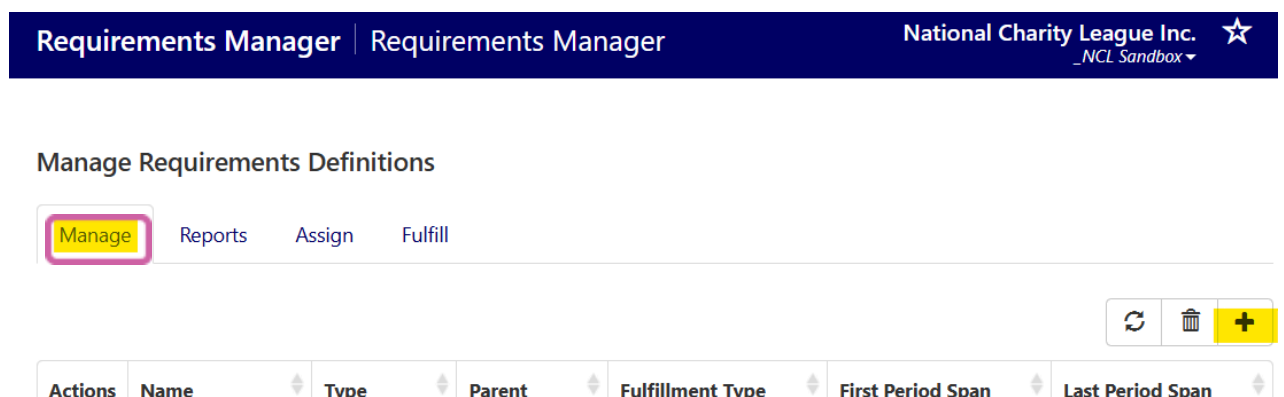 Requirements Manager | Requirements Manager
National Charity League Inc.
_NCL Sandbox
Manage Requirements Definitions
Manage Reports Assign Fulfill
Actions Name Type Parent Fulfillment Type First Period Span Last Period Span